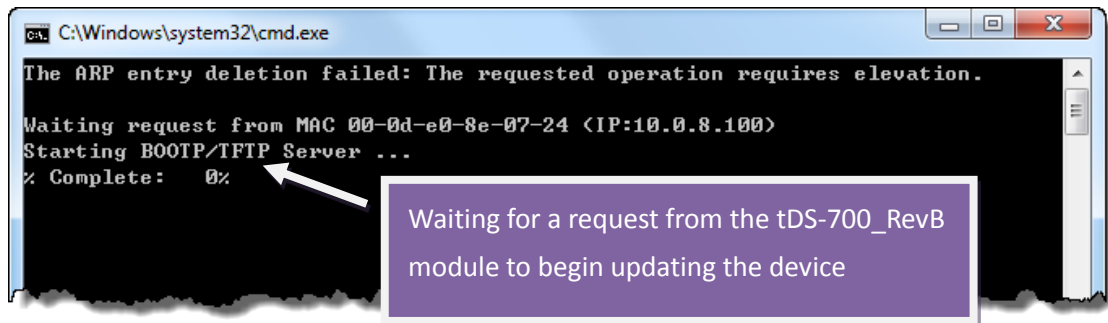 C:\Windows\system32\cmd.exe
The ARP entry deletion failed: The requested operation requires elevation.
Waiting request from MAC 00-0d-e0-8e-07-24 (IP:10.0.8.100)
Starting BOOTP/TFTP Server ...
% Complete:   0%
Waiting for a request from the tDS-700_RevB
module to begin updating the device